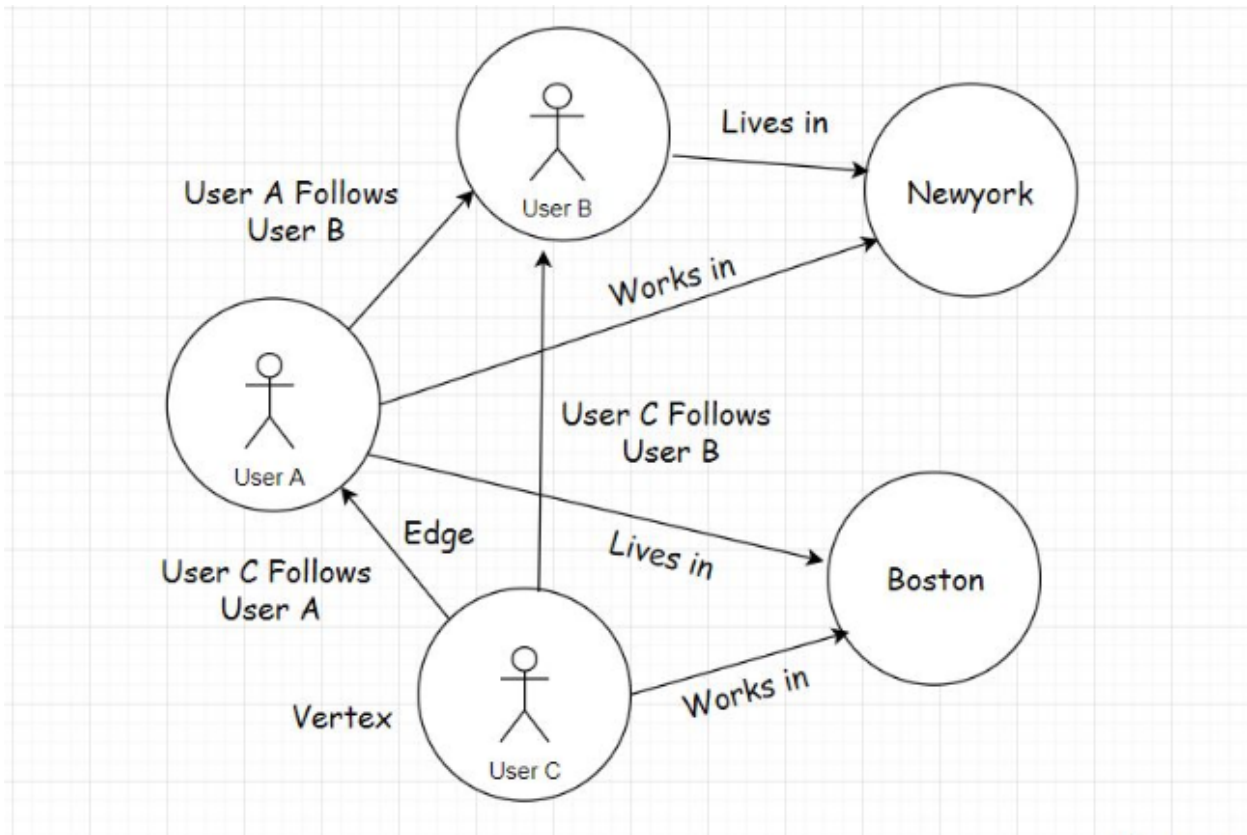 Lives in
User B
Newyork
User A Follows
User B
Works in
User C Follows
User B
User A
Edge
Lives in
User C Follows
User A
Boston
Works in
Vertex
User C